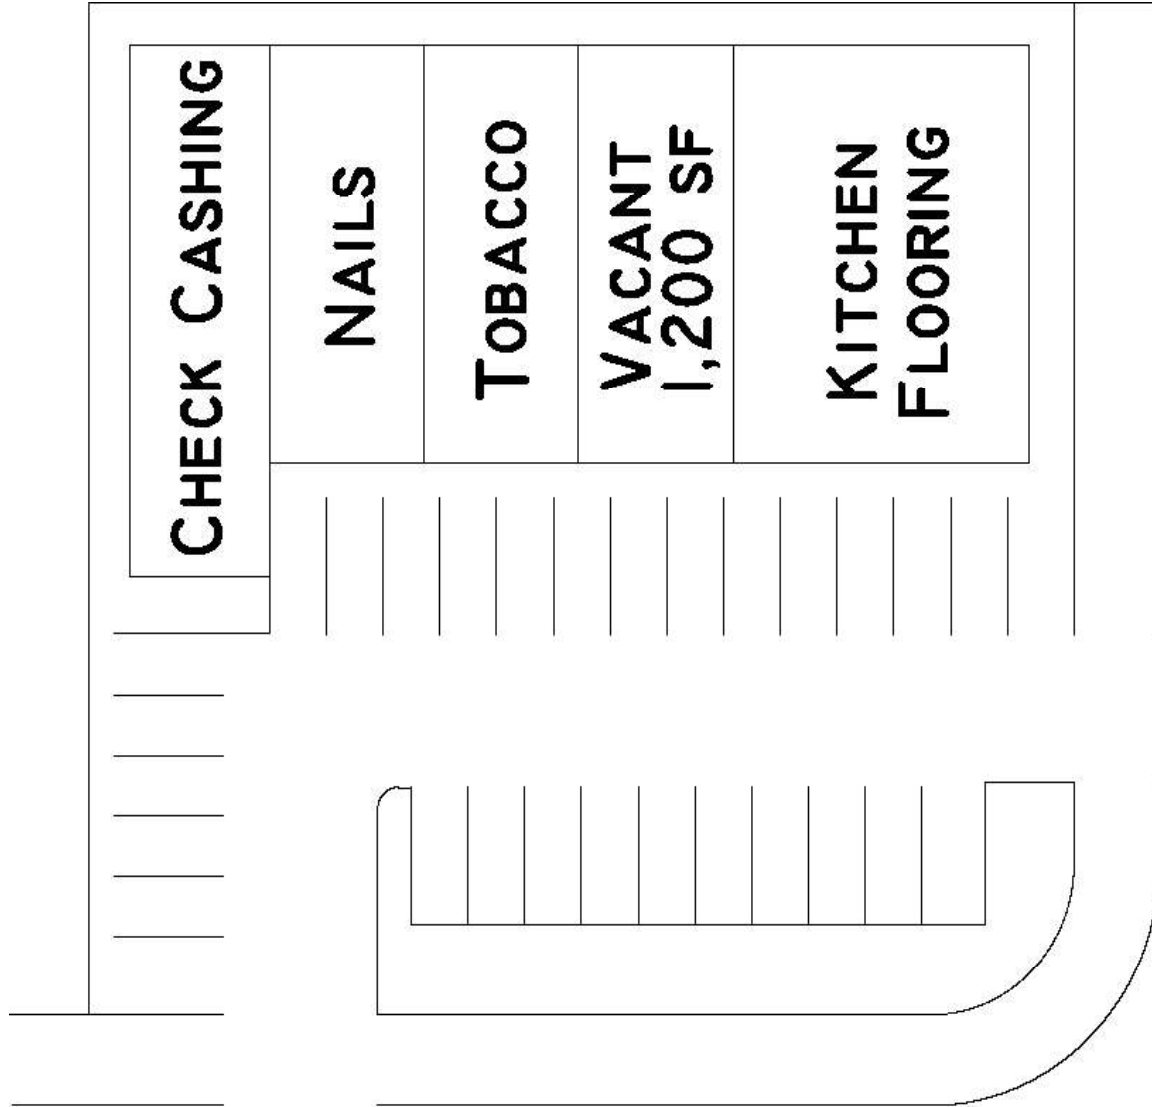 CHECK CASHING
NAILS
TOBACCO
VACANT
1,200 SF
KITCHEN
FLOORING